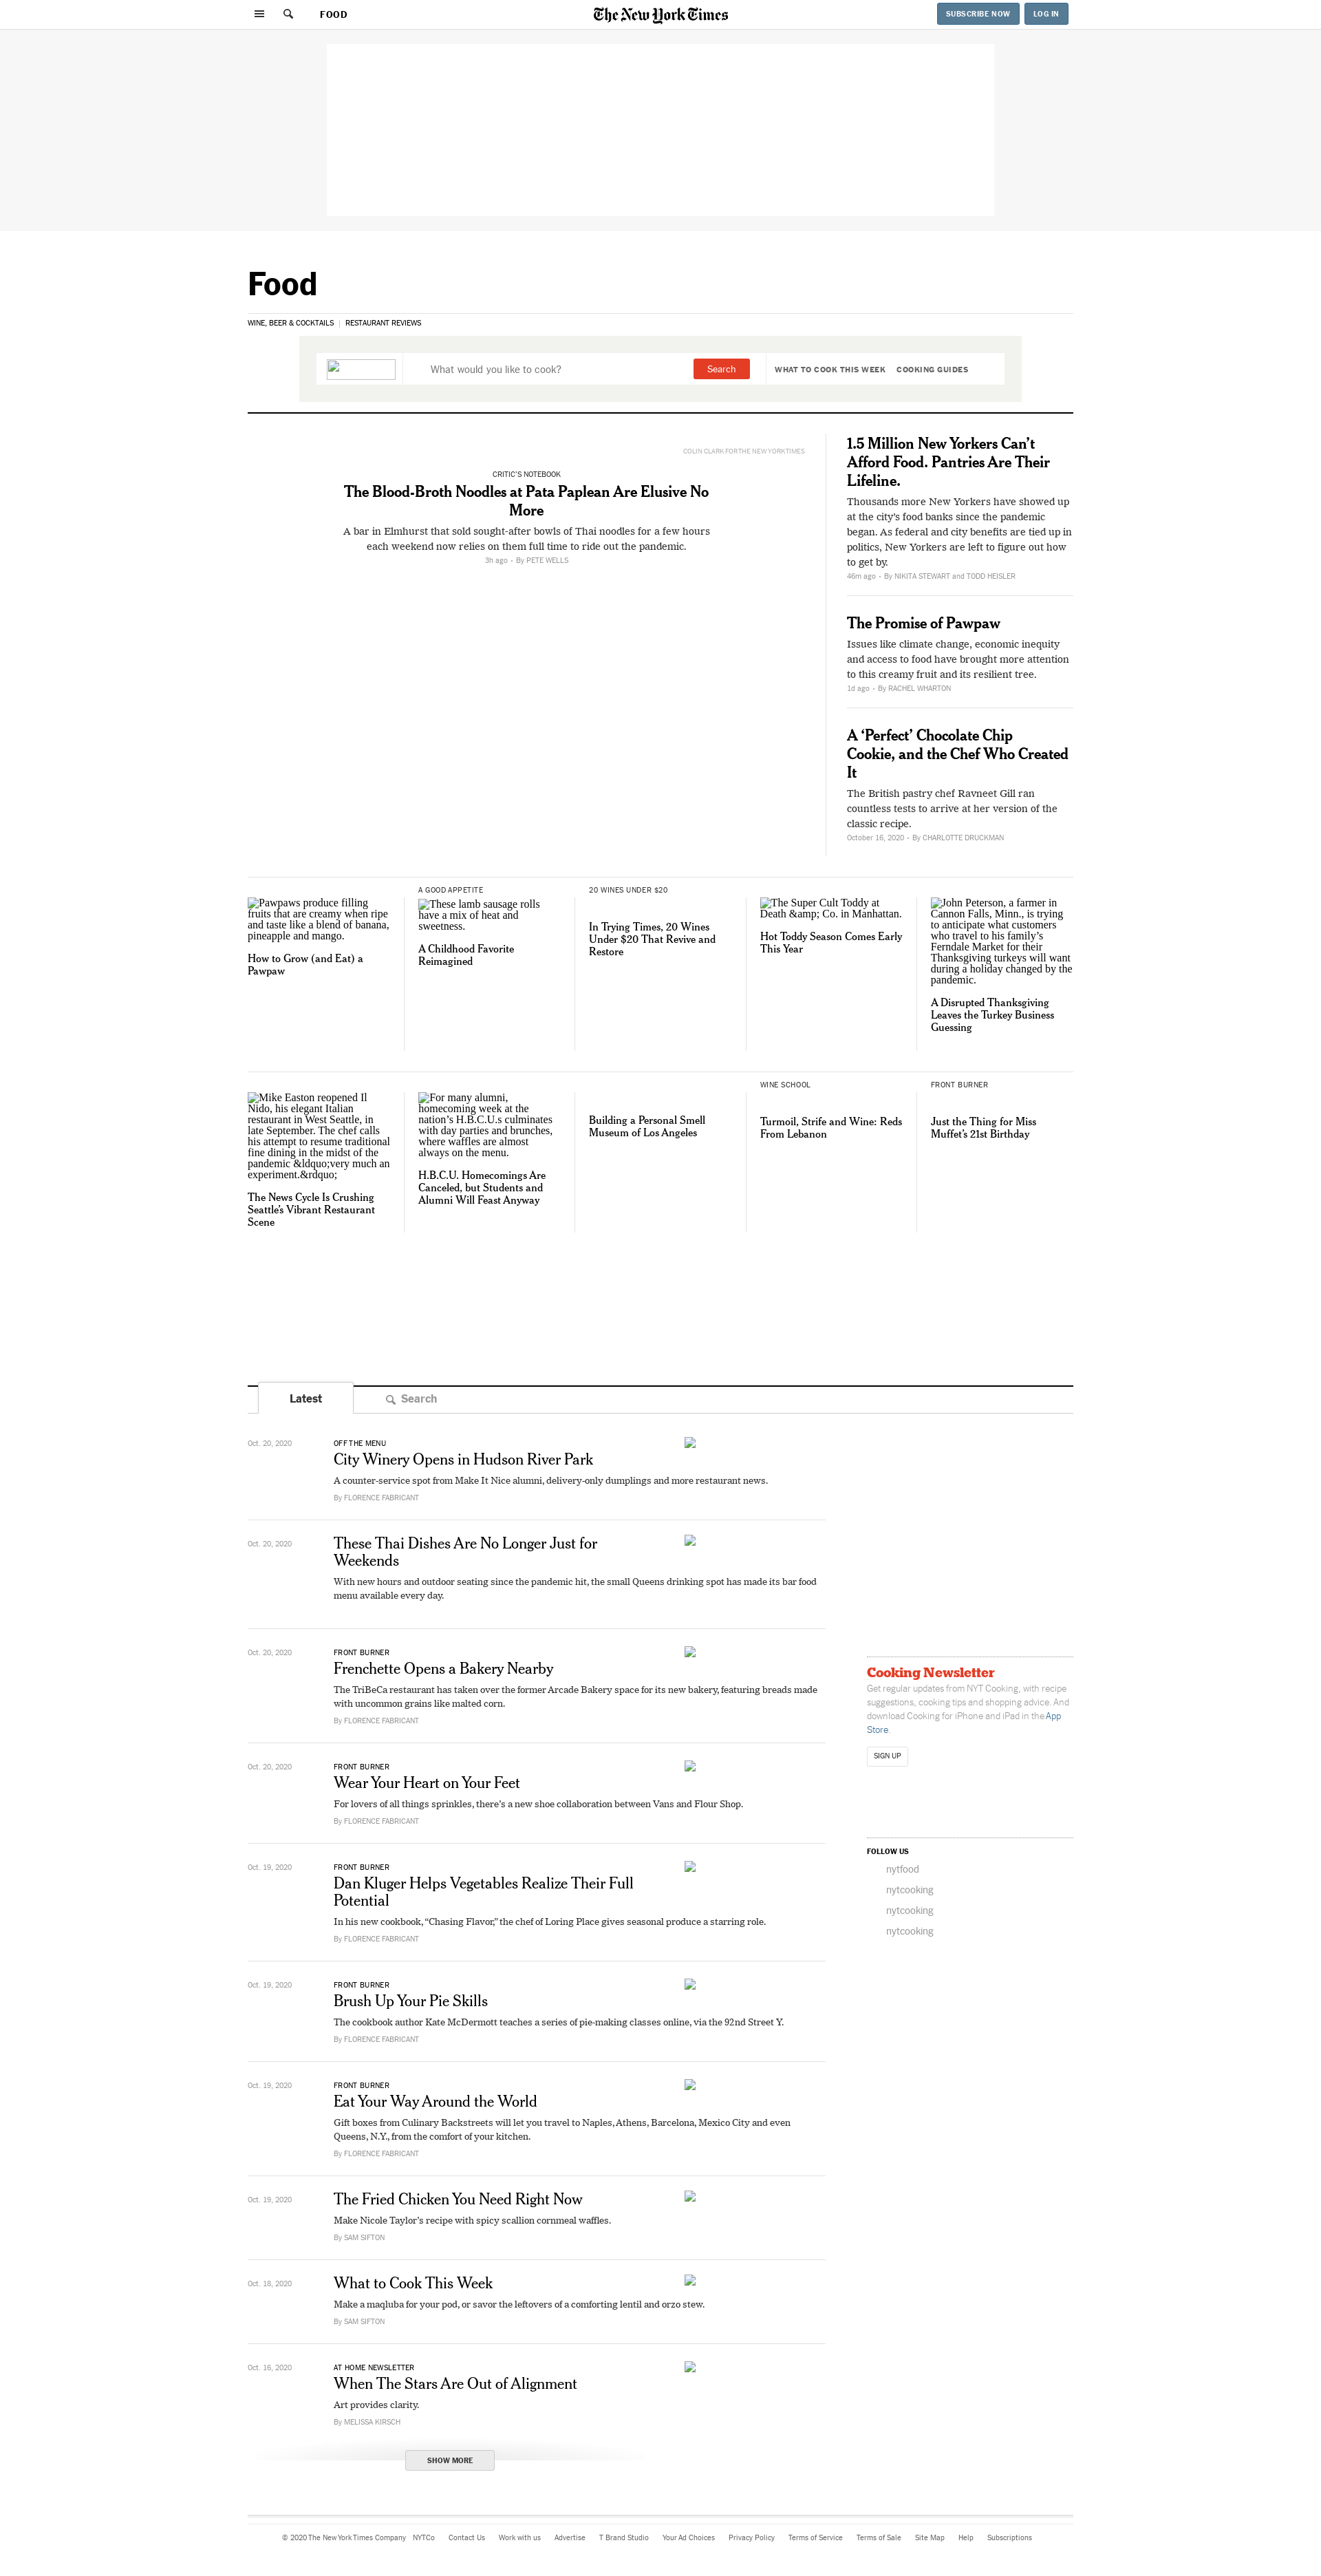 FOOD
The New York Times
SUBSCRIBE NOW
LOG IN
Food
WINE, BEER & COCKTAILS
RESTAURANT REVIEWS
What would you like to cook?
Search
WHAT TO COOK THIS WEEK
COOKING GUIDES
COLIN CLARK FOR THE NEW YORK TIMES
CRITIC'S NOTEBOOK
The Blood-Broth Noodles at Pata Paplean Are Elusive No
More
A bar in Elmhurst that sold sought-after bowls of Thai noodles for a few hours
each weekend now relies on them full time to ride out the pandemic.
3h ago • By PETE WELLS
1.5 Million New Yorkers Can’t
Afford Food. Pantries Are Their
Lifeline.
Thousands more New Yorkers have showed up
at the city’s food banks since the pandemic
began. As federal and city benefits are tied up in
politics, New Yorkers are left to figure out how
to get by.
46m ago • By NIKITA STEWART and TODD HEISLER
The Promise of Pawpaw
Issues like climate change, economic inequity
and access to food have brought more attention
to this creamy fruit and its resilient tree.
1d ago • By RACHEL WHARTON
A ‘Perfect’ Chocolate Chip
Cookie, and the Chef Who Created
It
The British pastry chef Ravneet Gill ran
countless tests to arrive at her version of the
classic recipe.
October 16, 2020 • By CHARLOTTE DRUCKMAN
Pawpaws produce filling
fruits that are creamy when ripe
and taste like a blend of banana,
pineapple and mango.
How to Grow (and Eat) a
Pawpaw
A GOOD APPETITE
These lamb sausage rolls
have a mix of heat and
sweetness.
A Childhood Favorite
Reimagined
20 WINES UNDER $20
In Trying Times, 20 Wines
Under $20 That Revive and
Restore
The Super Cult Toddy at
Death &amp; Co. in Manhattan.
Hot Toddy Season Comes Early
This Year
John Peterson, a farmer in
Cannon Falls, Minn., is trying
to anticipate what customers
who travel to his family’s
Ferndale Market for their
Thanksgiving turkeys will want
during a holiday changed by the
pandemic.
A Disrupted Thanksgiving
Leaves the Turkey Business
Guessing
Mike Easton reopened Il
Nido, his elegant Italian
restaurant in West Seattle, in
late September. The chef calls
his attempt to resume traditional
fine dining in the midst of the
pandemic &ldquo;very much an
experiment.&rdquo;
The News Cycle Is Crushing
Seattle’s Vibrant Restaurant
Scene
For many alumni,
homecoming week at the
nation’s H.B.C.U.s culminates
with day parties and brunches,
where waffles are almost
always on the menu.
H.B.C.U. Homecomings Are
Canceled, but Students and
Alumni Will Feast Anyway
Building a Personal Smell
Museum of Los Angeles
WINE SCHOOL
Turmoil, Strife and Wine: Reds
From Lebanon
FRONT BURNER
Just the Thing for Miss
Muffet’s 21st Birthday
Latest
Search
Oct. 20, 2020
OFF THE MENU
City Winery Opens in Hudson River Park
A counter-service spot from Make It Nice alumni, delivery-only dumplings and more restaurant news.
By FLORENCE FABRICANT
Oct. 20, 2020
These Thai Dishes Are No Longer Just for
Weekends
With new hours and outdoor seating since the pandemic hit, the small Queens drinking spot has made its bar food
menu available every day.
Oct. 20, 2020
FRONT BURNER
Frenchette Opens a Bakery Nearby
The TriBeCa restaurant has taken over the former Arcade Bakery space for its new bakery, featuring breads made
with uncommon grains like malted corn.
By FLORENCE FABRICANT
Oct. 20, 2020
FRONT BURNER
Wear Your Heart on Your Feet
For lovers of all things sprinkles, there’s a new shoe collaboration between Vans and Flour Shop.
By FLORENCE FABRICANT
Oct. 19, 2020
FRONT BURNER
Dan Kluger Helps Vegetables Realize Their Full
Potential
In his new cookbook, “Chasing Flavor,” the chef of Loring Place gives seasonal produce a starring role.
By FLORENCE FABRICANT
Oct. 19, 2020
FRONT BURNER
Brush Up Your Pie Skills
The cookbook author Kate McDermott teaches a series of pie-making classes online, via the 92nd Street Y.
By FLORENCE FABRICANT
Oct. 19, 2020
FRONT BURNER
Eat Your Way Around the World
Gift boxes from Culinary Backstreets will let you travel to Naples, Athens, Barcelona, Mexico City and even
Queens, N.Y., from the comfort of your kitchen.
By FLORENCE FABRICANT
Oct. 19, 2020
The Fried Chicken You Need Right Now
Make Nicole Taylor’s recipe with spicy scallion cornmeal waffles.
By SAM SIFTON
Oct. 18, 2020
What to Cook This Week
Make a maqluba for your pod, or savor the leftovers of a comforting lentil and orzo stew.
By SAM SIFTON
Oct. 16, 2020
AT HOME NEWSLETTER
When The Stars Are Out of Alignment
Art provides clarity.
By MELISSA KIRSCH
SHOW MORE
Cooking Newsletter
Get regular updates from NYT Cooking, with recipe
suggestions, cooking tips and shopping advice. And
download Cooking for iPhone and iPad in the App
Store.
SIGN UP
FOLLOW US
nytfood
nytcooking
nytcooking
nytcooking
© 2020 The New York Times Company
NYTCo
Contact Us
Work with us
Advertise
T Brand Studio
Your Ad Choices
Privacy Policy
Terms of Service
Terms of Sale
Site Map
Help
Subscriptions